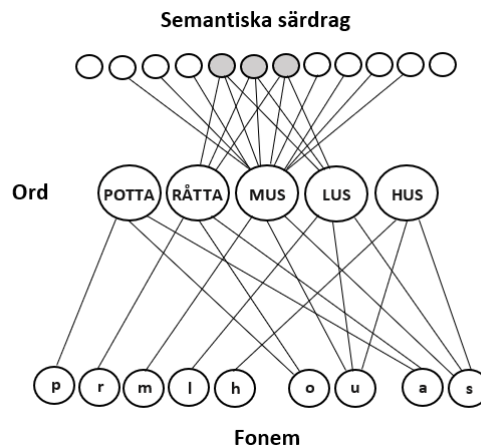 Semantiska särdrag
Ord
POTTA RÅTTA MUS LUS HUS
p r m l h o u a s
Fonem